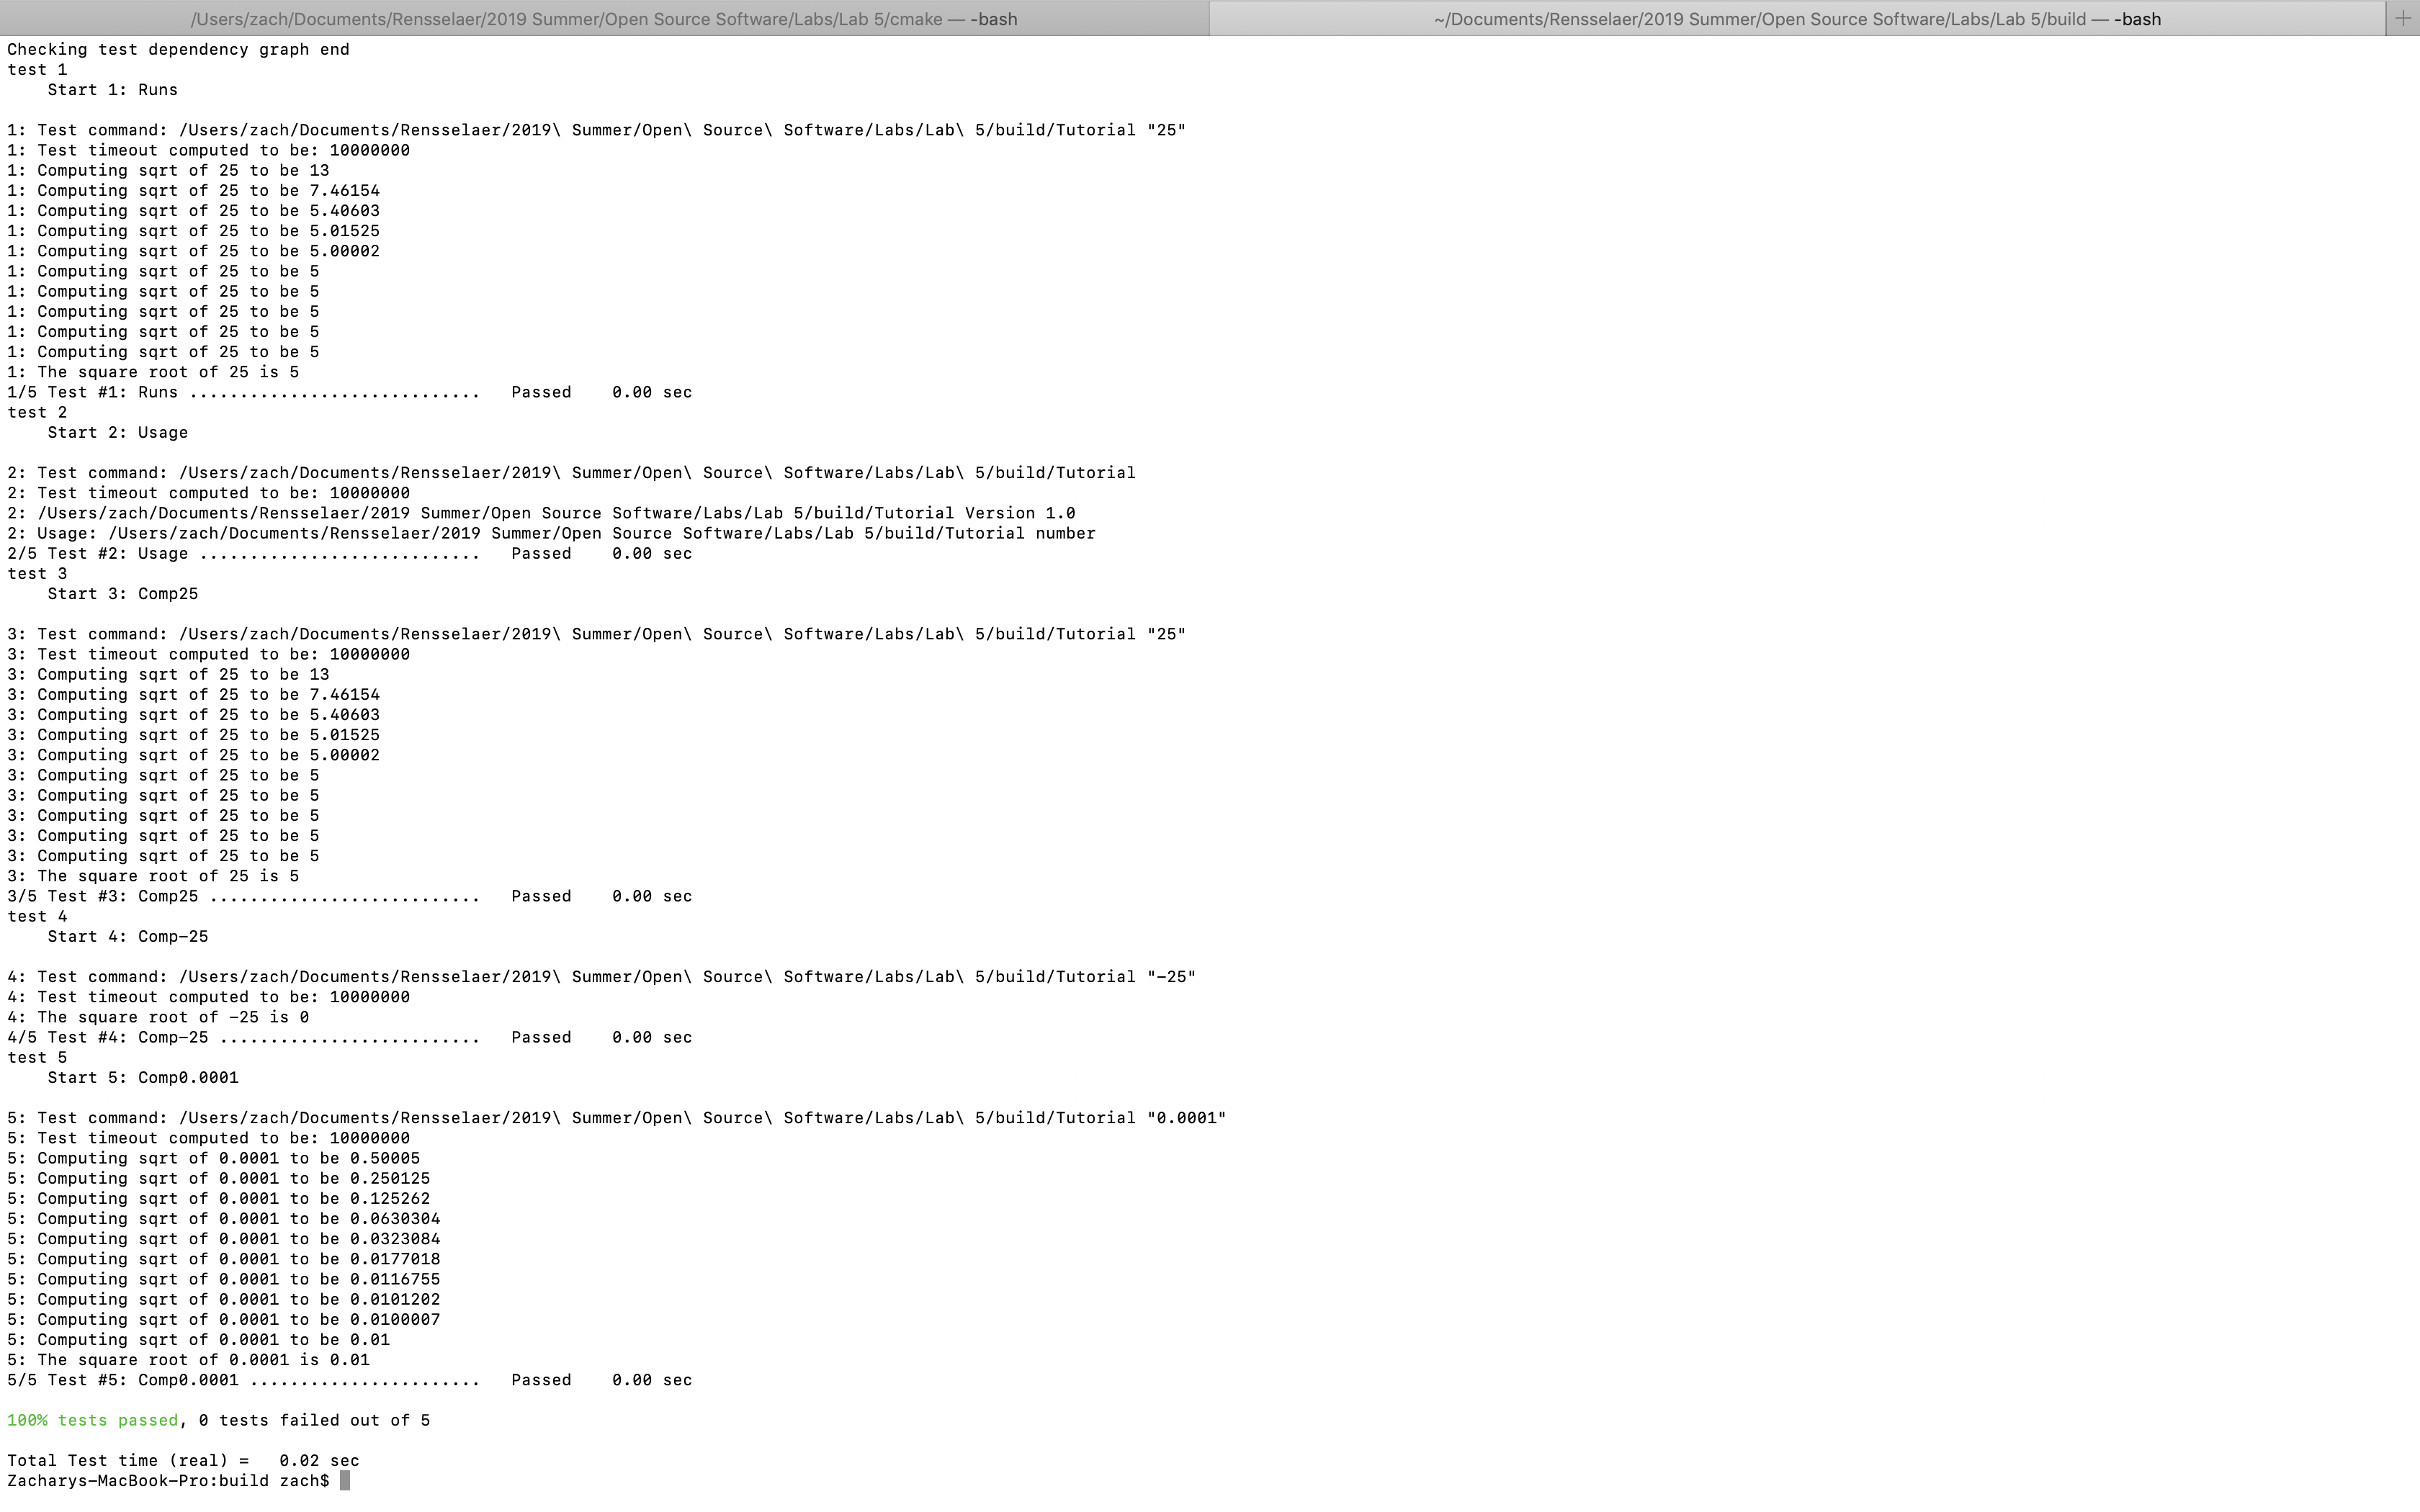 /Users/zach/Documents/Rensselaer/2019 Summer/Open Source Software/Labs/Lab 5/cmake — -bash
~/Documents/Rensselaer/2019 Summer/Open Source Software/Labs/Lab 5/build — -bash
+
Checking test dependency graph end
test 1
    Start 1: Runs

1: Test command: /Users/zach/Documents/Rensselaer/2019\ Summer/Open\ Source\ Software/Labs/Lab\ 5/build/Tutorial "25"
1: Test timeout computed to be: 10000000
1: Computing sqrt of 25 to be 13
1: Computing sqrt of 25 to be 7.46154
1: Computing sqrt of 25 to be 5.40603
1: Computing sqrt of 25 to be 5.01525
1: Computing sqrt of 25 to be 5.00002
1: Computing sqrt of 25 to be 5
1: Computing sqrt of 25 to be 5
1: Computing sqrt of 25 to be 5
1: Computing sqrt of 25 to be 5
1: Computing sqrt of 25 to be 5
1: The square root of 25 is 5
1/5 Test #1: Runs .............................   Passed    0.00 sec
test 2
    Start 2: Usage

2: Test command: /Users/zach/Documents/Rensselaer/2019\ Summer/Open\ Source\ Software/Labs/Lab\ 5/build/Tutorial
2: Test timeout computed to be: 10000000
2: /Users/zach/Documents/Rensselaer/2019 Summer/Open Source Software/Labs/Lab 5/build/Tutorial Version 1.0
2: Usage: /Users/zach/Documents/Rensselaer/2019 Summer/Open Source Software/Labs/Lab 5/build/Tutorial number
2/5 Test #2: Usage ............................   Passed    0.00 sec
test 3
    Start 3: Comp25

3: Test command: /Users/zach/Documents/Rensselaer/2019\ Summer/Open\ Source\ Software/Labs/Lab\ 5/build/Tutorial "25"
3: Test timeout computed to be: 10000000
3: Computing sqrt of 25 to be 13
3: Computing sqrt of 25 to be 7.46154
3: Computing sqrt of 25 to be 5.40603
3: Computing sqrt of 25 to be 5.01525
3: Computing sqrt of 25 to be 5.00002
3: Computing sqrt of 25 to be 5
3: Computing sqrt of 25 to be 5
3: Computing sqrt of 25 to be 5
3: Computing sqrt of 25 to be 5
3: Computing sqrt of 25 to be 5
3: The square root of 25 is 5
3/5 Test #3: Comp25 ...........................   Passed    0.00 sec
test 4
    Start 4: Comp-25

4: Test command: /Users/zach/Documents/Rensselaer/2019\ Summer/Open\ Source\ Software/Labs/Lab\ 5/build/Tutorial "-25"
4: Test timeout computed to be: 10000000
4: The square root of -25 is 0
4/5 Test #4: Comp-25 ..........................   Passed    0.00 sec
test 5
    Start 5: Comp0.0001

5: Test command: /Users/zach/Documents/Rensselaer/2019\ Summer/Open\ Source\ Software/Labs/Lab\ 5/build/Tutorial "0.0001"
5: Test timeout computed to be: 10000000
5: Computing sqrt of 0.0001 to be 0.50005
5: Computing sqrt of 0.0001 to be 0.250125
5: Computing sqrt of 0.0001 to be 0.125262
5: Computing sqrt of 0.0001 to be 0.0630304
5: Computing sqrt of 0.0001 to be 0.0323084
5: Computing sqrt of 0.0001 to be 0.0177018
5: Computing sqrt of 0.0001 to be 0.0116755
5: Computing sqrt of 0.0001 to be 0.0101202
5: Computing sqrt of 0.0001 to be 0.0100007
5: Computing sqrt of 0.0001 to be 0.01
5: The square root of 0.0001 is 0.01
5/5 Test #5: Comp0.0001 .......................   Passed    0.00 sec

100% tests passed, 0 tests failed out of 5

Total Test time (real) =   0.02 sec
Zacharys-MacBook-Pro:build zach$